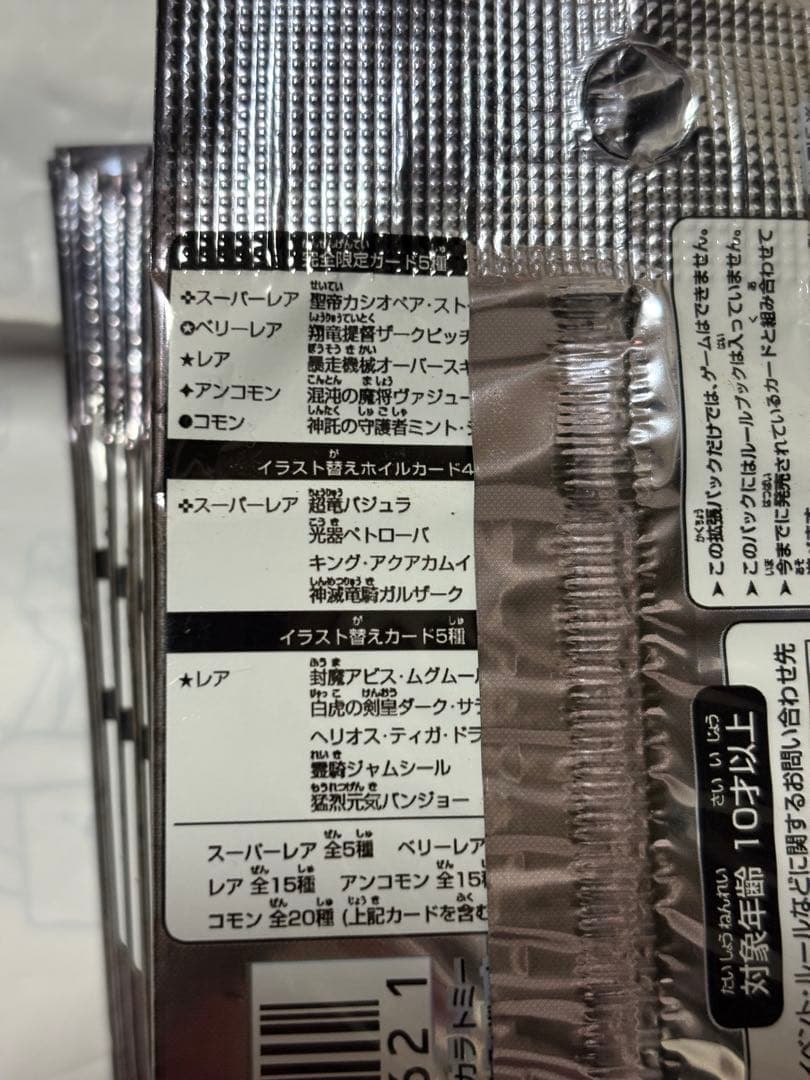 完全限定カード5種
スーパーレア 聖帝カシオペア・スト
ベリーレア 翔竜提督ザークピッチ
★レア 暴走機械オーバースキ
アンコモン 混沌の魔将ヴァジュー
●コモン 神託の守護者ミント・
イラスト替えホイルカード4
スーパーレア 超竜バジュラ
光器ペトローバ
キング・アクアカムイ
神滅竜騎ガルザーク
イラスト替えカード5種
★レア 封魔アビス・ムグムー
白虎の剣皇ダーク・サ
ヘリオス・ティガ・ドラ
霊騎ジャムシール
猛烈元気バンジョー
スーパーレア 全5種 ベリーレア
レア 全15種 アンコモン 全15種
コモン 全20種 (上記カードを含む
621
カラトミー
➤この拡張パックだけでは、ゲームはできません。
➤このパックにはルールブックは入っていません。
➤今までに発売されているカードと組み合わせて
対象年齢 10才以上
イベント・ルールなどに関するお問い合わせ先